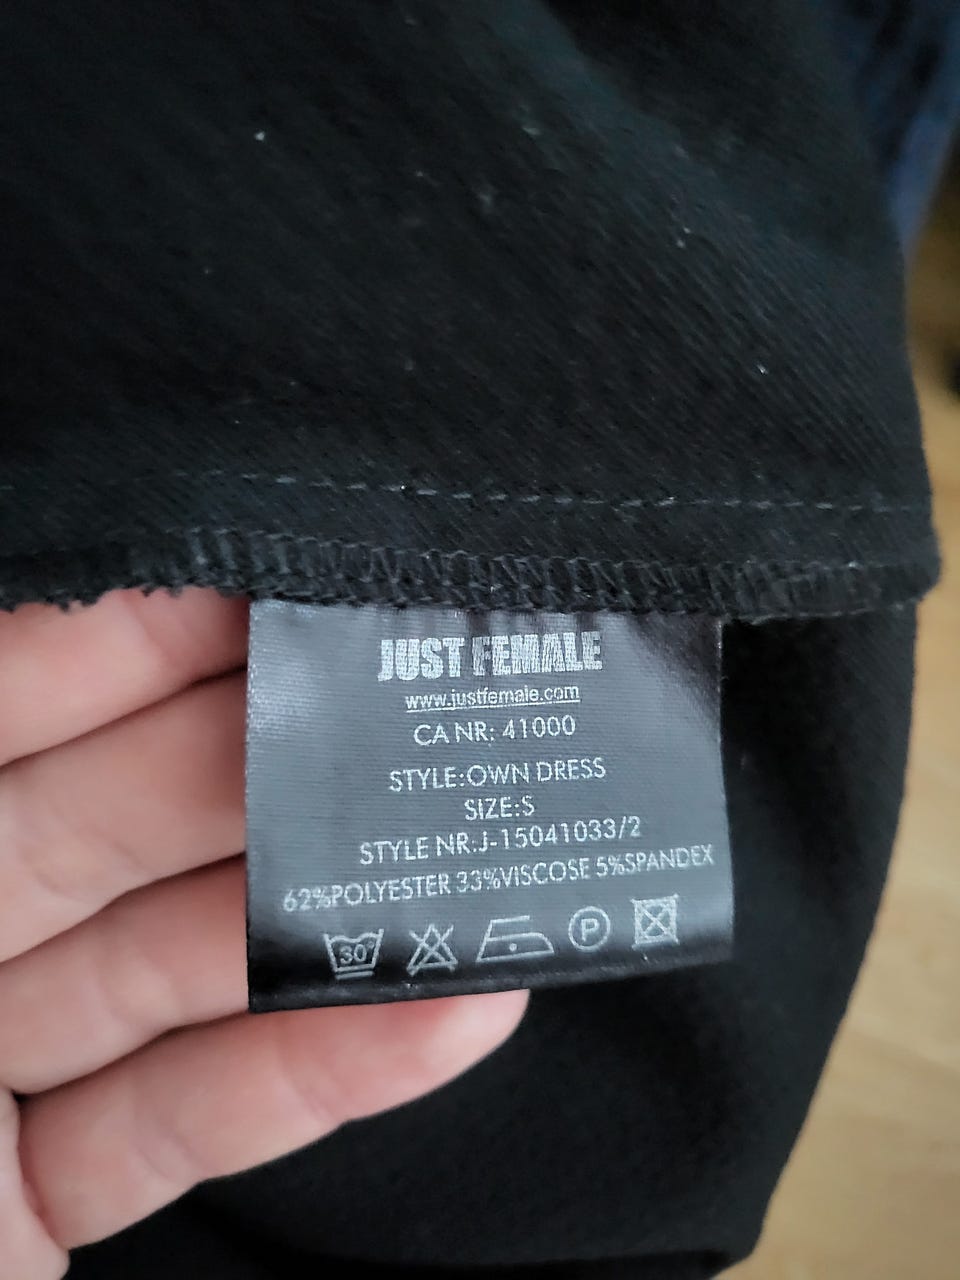 JUST FEMALE
www.justfemale.com
CA NR: 41000
STYLE:OWN DRESS
SIZE:S
STYLE NR:J-15041033/2
62%POLYESTER 33%VISCOSE 5%SPANDEX
30° P